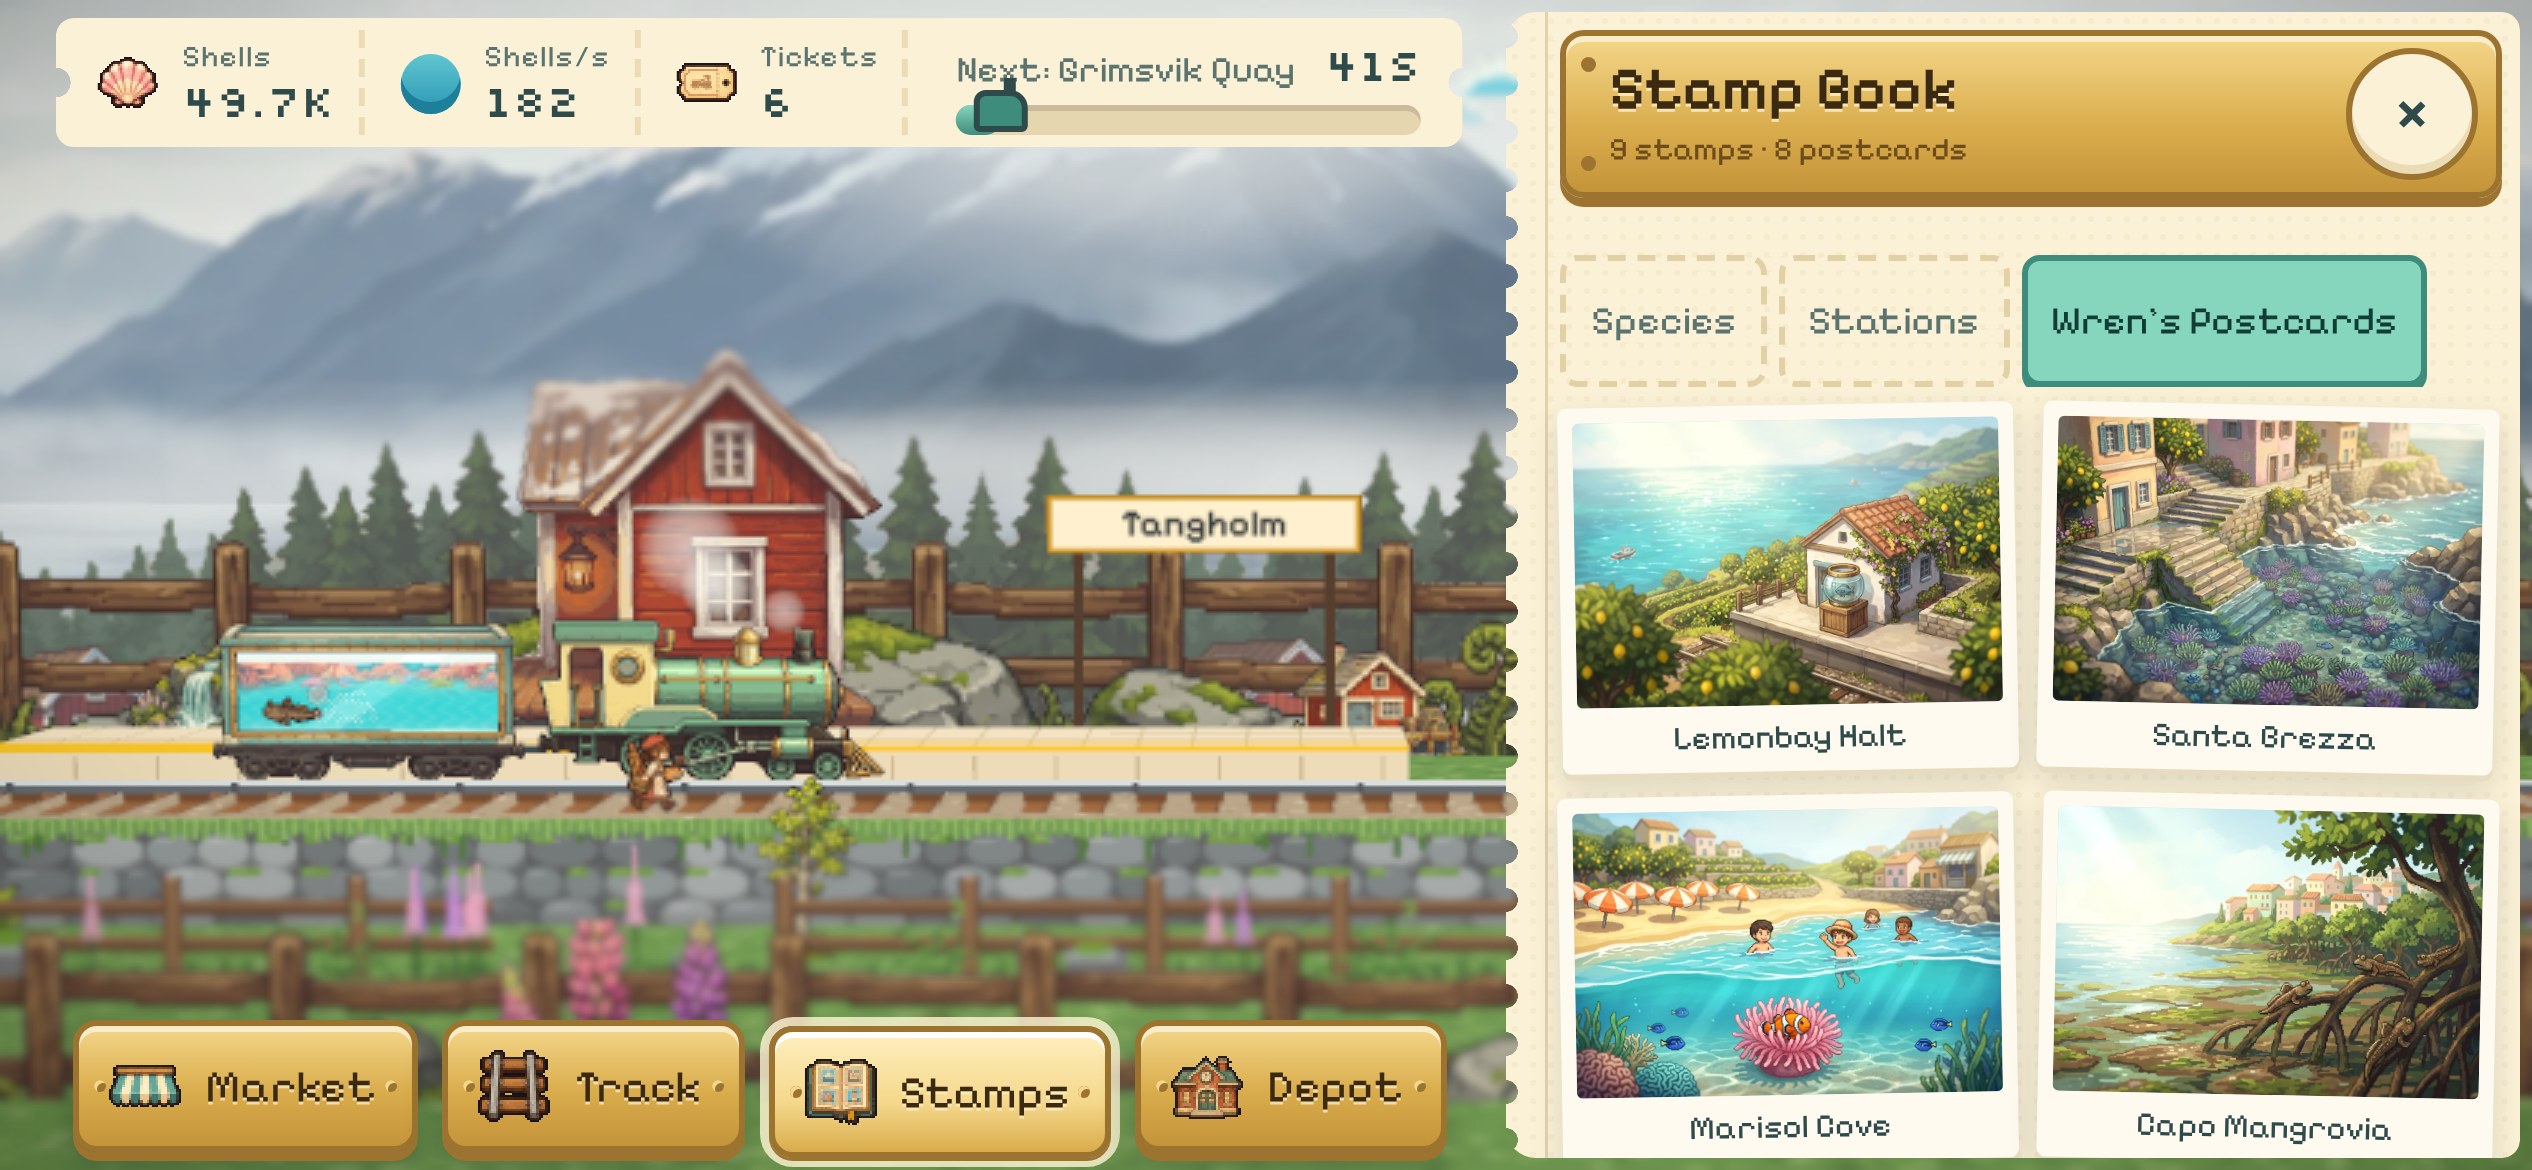 Shells
49.7K
Shells/s
182
Tickets
6
Next: Grimsvik Quay
41s
Stamp Book
9 stamps · 8 postcards
×
Species
Stations
Wren's Postcards
Tangholm
Lemonbay Halt
Santa Brezza
Marisol Cove
Capo Mangrovia
Market
Track
Stamps
Depot